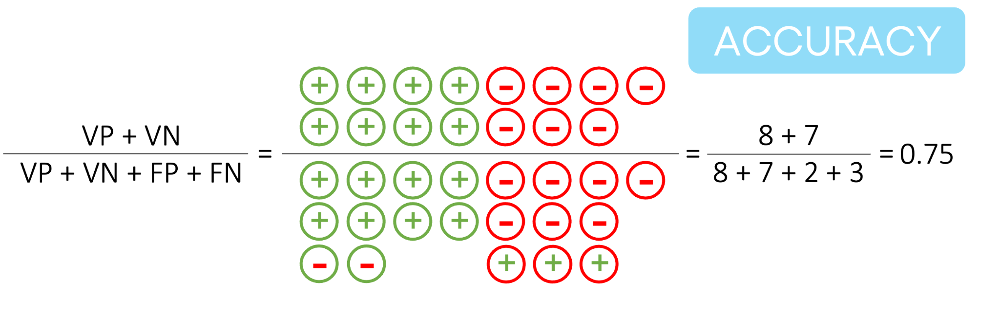 ACCURACY
+ + + + - - - -
+ + + + - - -
VP + VN
VP + VN + FP + FN
=
+ + + + - - - -
+ + + + - - -
- - + + +
=
8 + 7
8 + 7 + 2 + 3
= 0.75